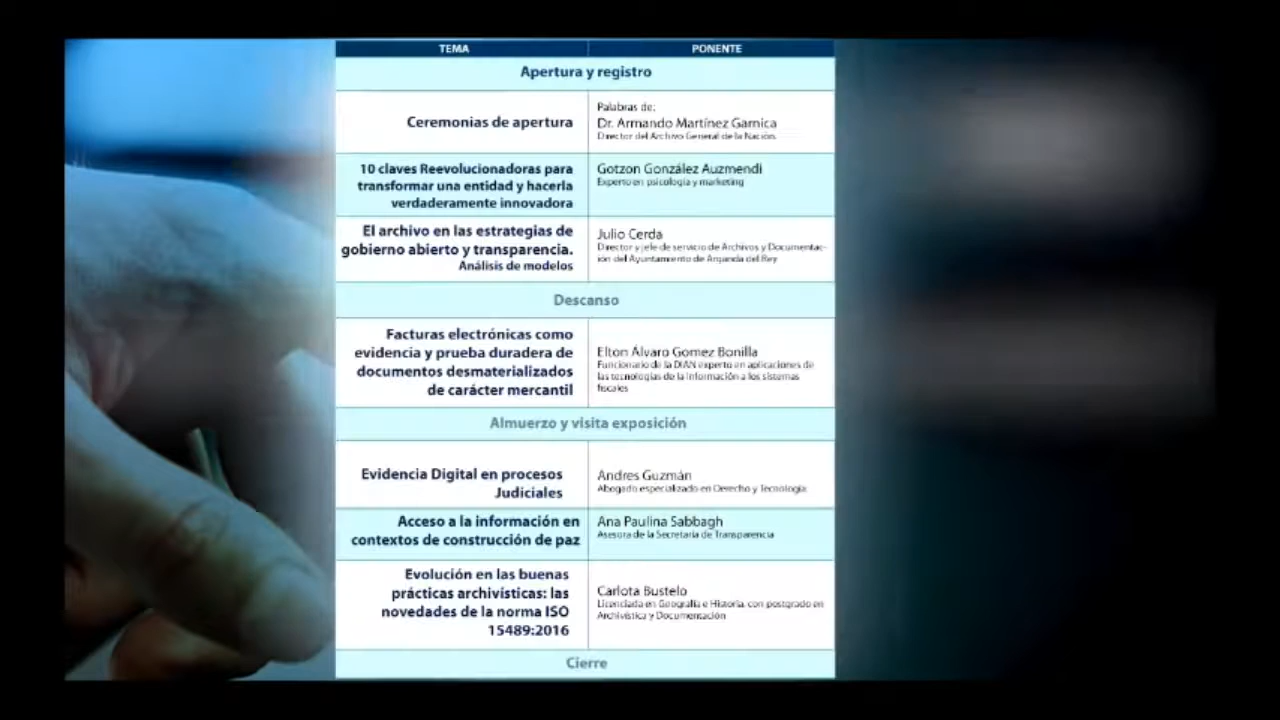 TEMA PONENTE
Apertura y registro
Ceremonias de apertura
Palabras de:
Dr. Armando Martínez Garnica
Director del Archivo General de la Nación.
10 claves Reevolucionadoras para
transformar una entidad y hacerla
verdaderamente innovadora
Gotzon González Auzmendi
Experto en psicología y marketing
El archivo en las estrategias de
gobierno abierto y transparencia.
Análisis de modelos
Julio Cerda
Director y jefe de servicio de Archivos y Documentac-
ión del Ayuntamiento de Arganda del Rey
Descanso
Facturas electrónicas como
evidencia y prueba duradera de
documentos desmaterializados
de carácter mercantil
Elton Álvaro Gomez Bonilla
Funcionario de la DIAN experto en aplicaciones de
las tecnologías de la información a los sistemas
fiscales
Almuerzo y visita exposición
Evidencia Digital en procesos
Judiciales
Andres Guzmán
Abogado especializado en Derecho y Tecnología
Acceso a la información en
contextos de construcción de paz
Ana Paulina Sabbagh
Asesora de la Secretaría de Transparencia
Evolución en las buenas
prácticas archivísticas: las
novedades de la norma ISO
15489:2016
Carlota Bustelo
Licenciada en Geografía e Historia, con postgrado en
Archivística y Documentación
Cierre